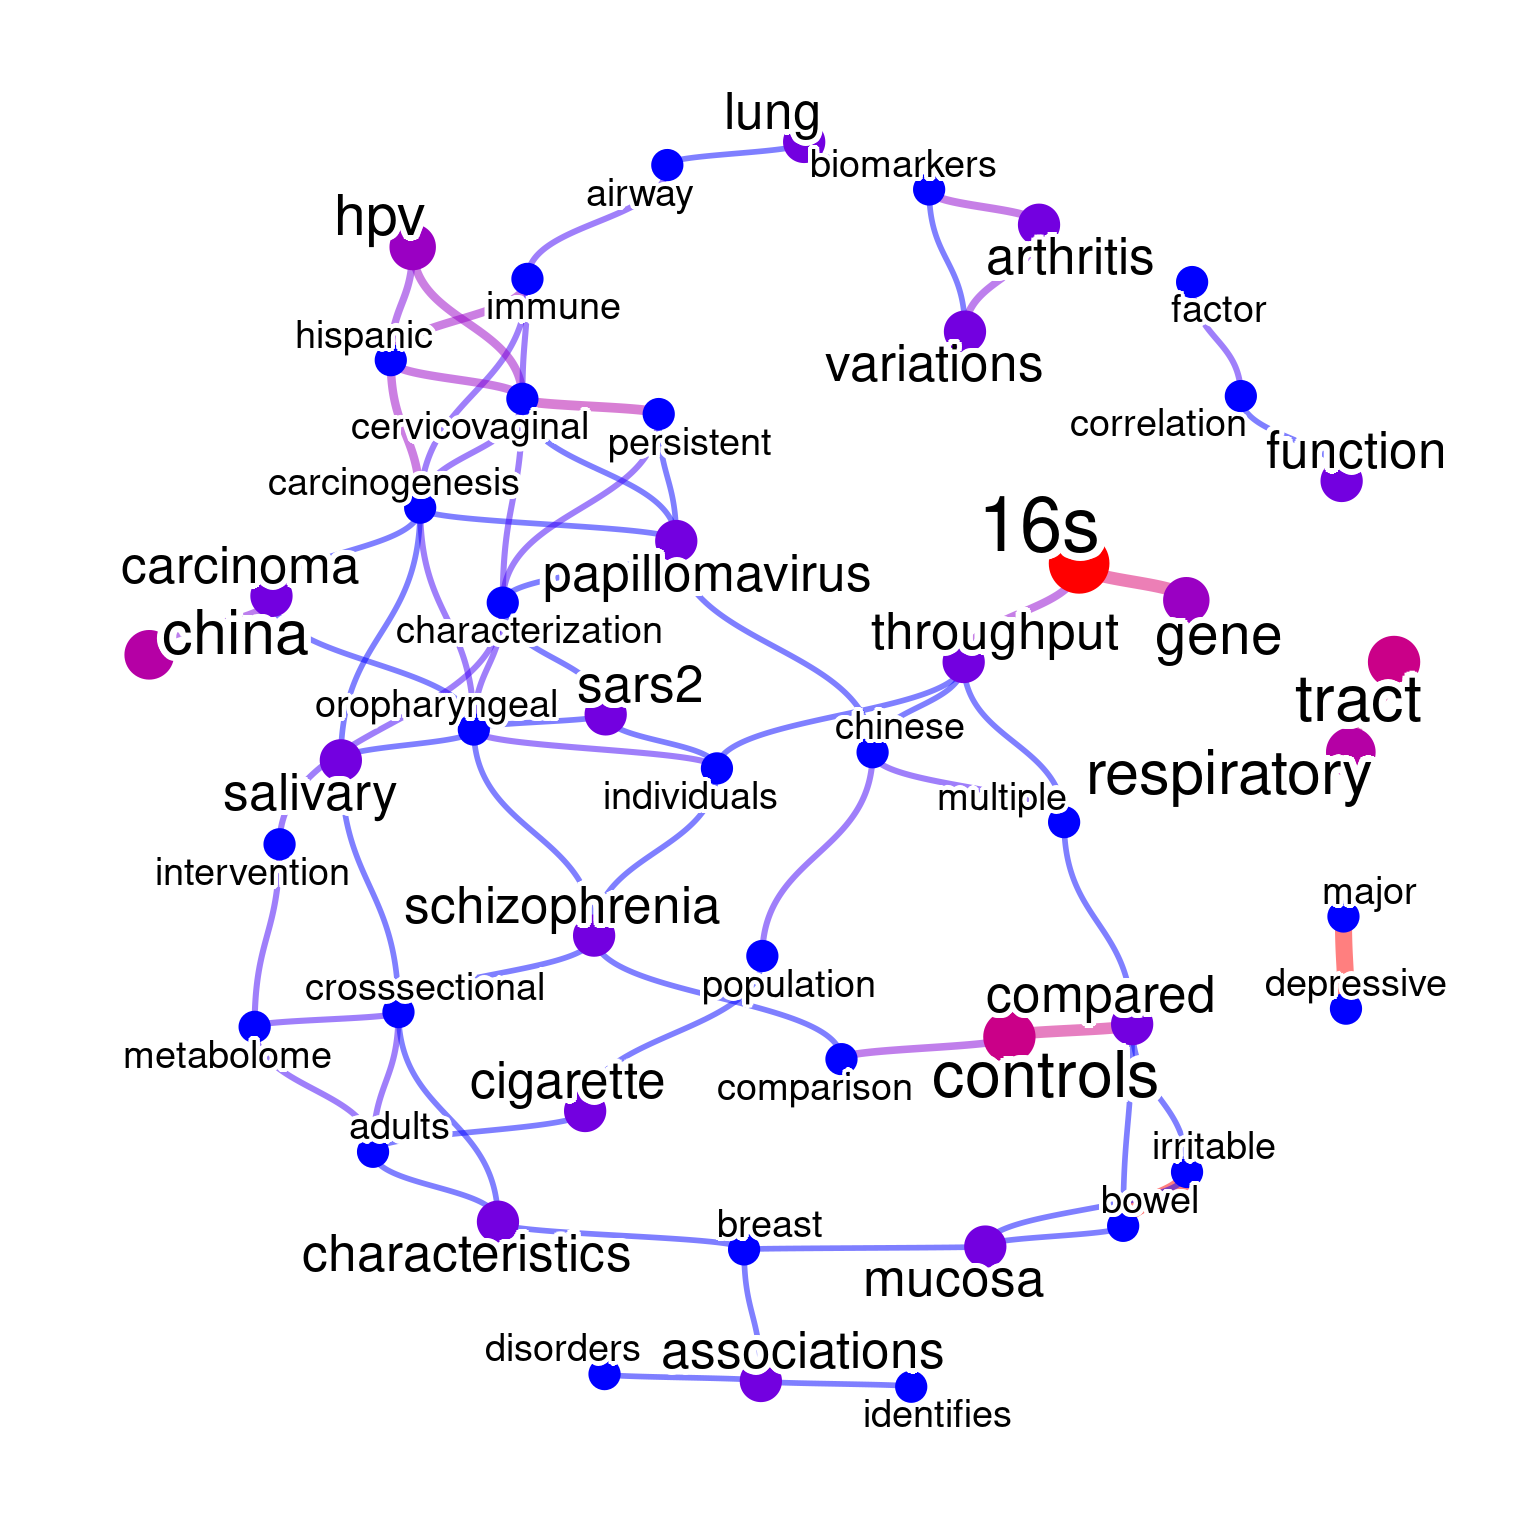 lung
biomarkers
airway
hpv
arthritis
immune
factor
hispanic
variations
cervicovaginal
persistent
correlation
function
carcinogenesis
16s
carcinoma
papillomavirus
china
characterization
throughput
gene
sars2
tract
oropharyngeal
chinese
respiratory
salivary
individuals
multiple
intervention
major
schizophrenia
crosssectional
population
depressive
compared
metabolome
cigarette
comparison
controls
adults
irritable
bowel
breast
characteristics
mucosa
disorders
associations
identifies